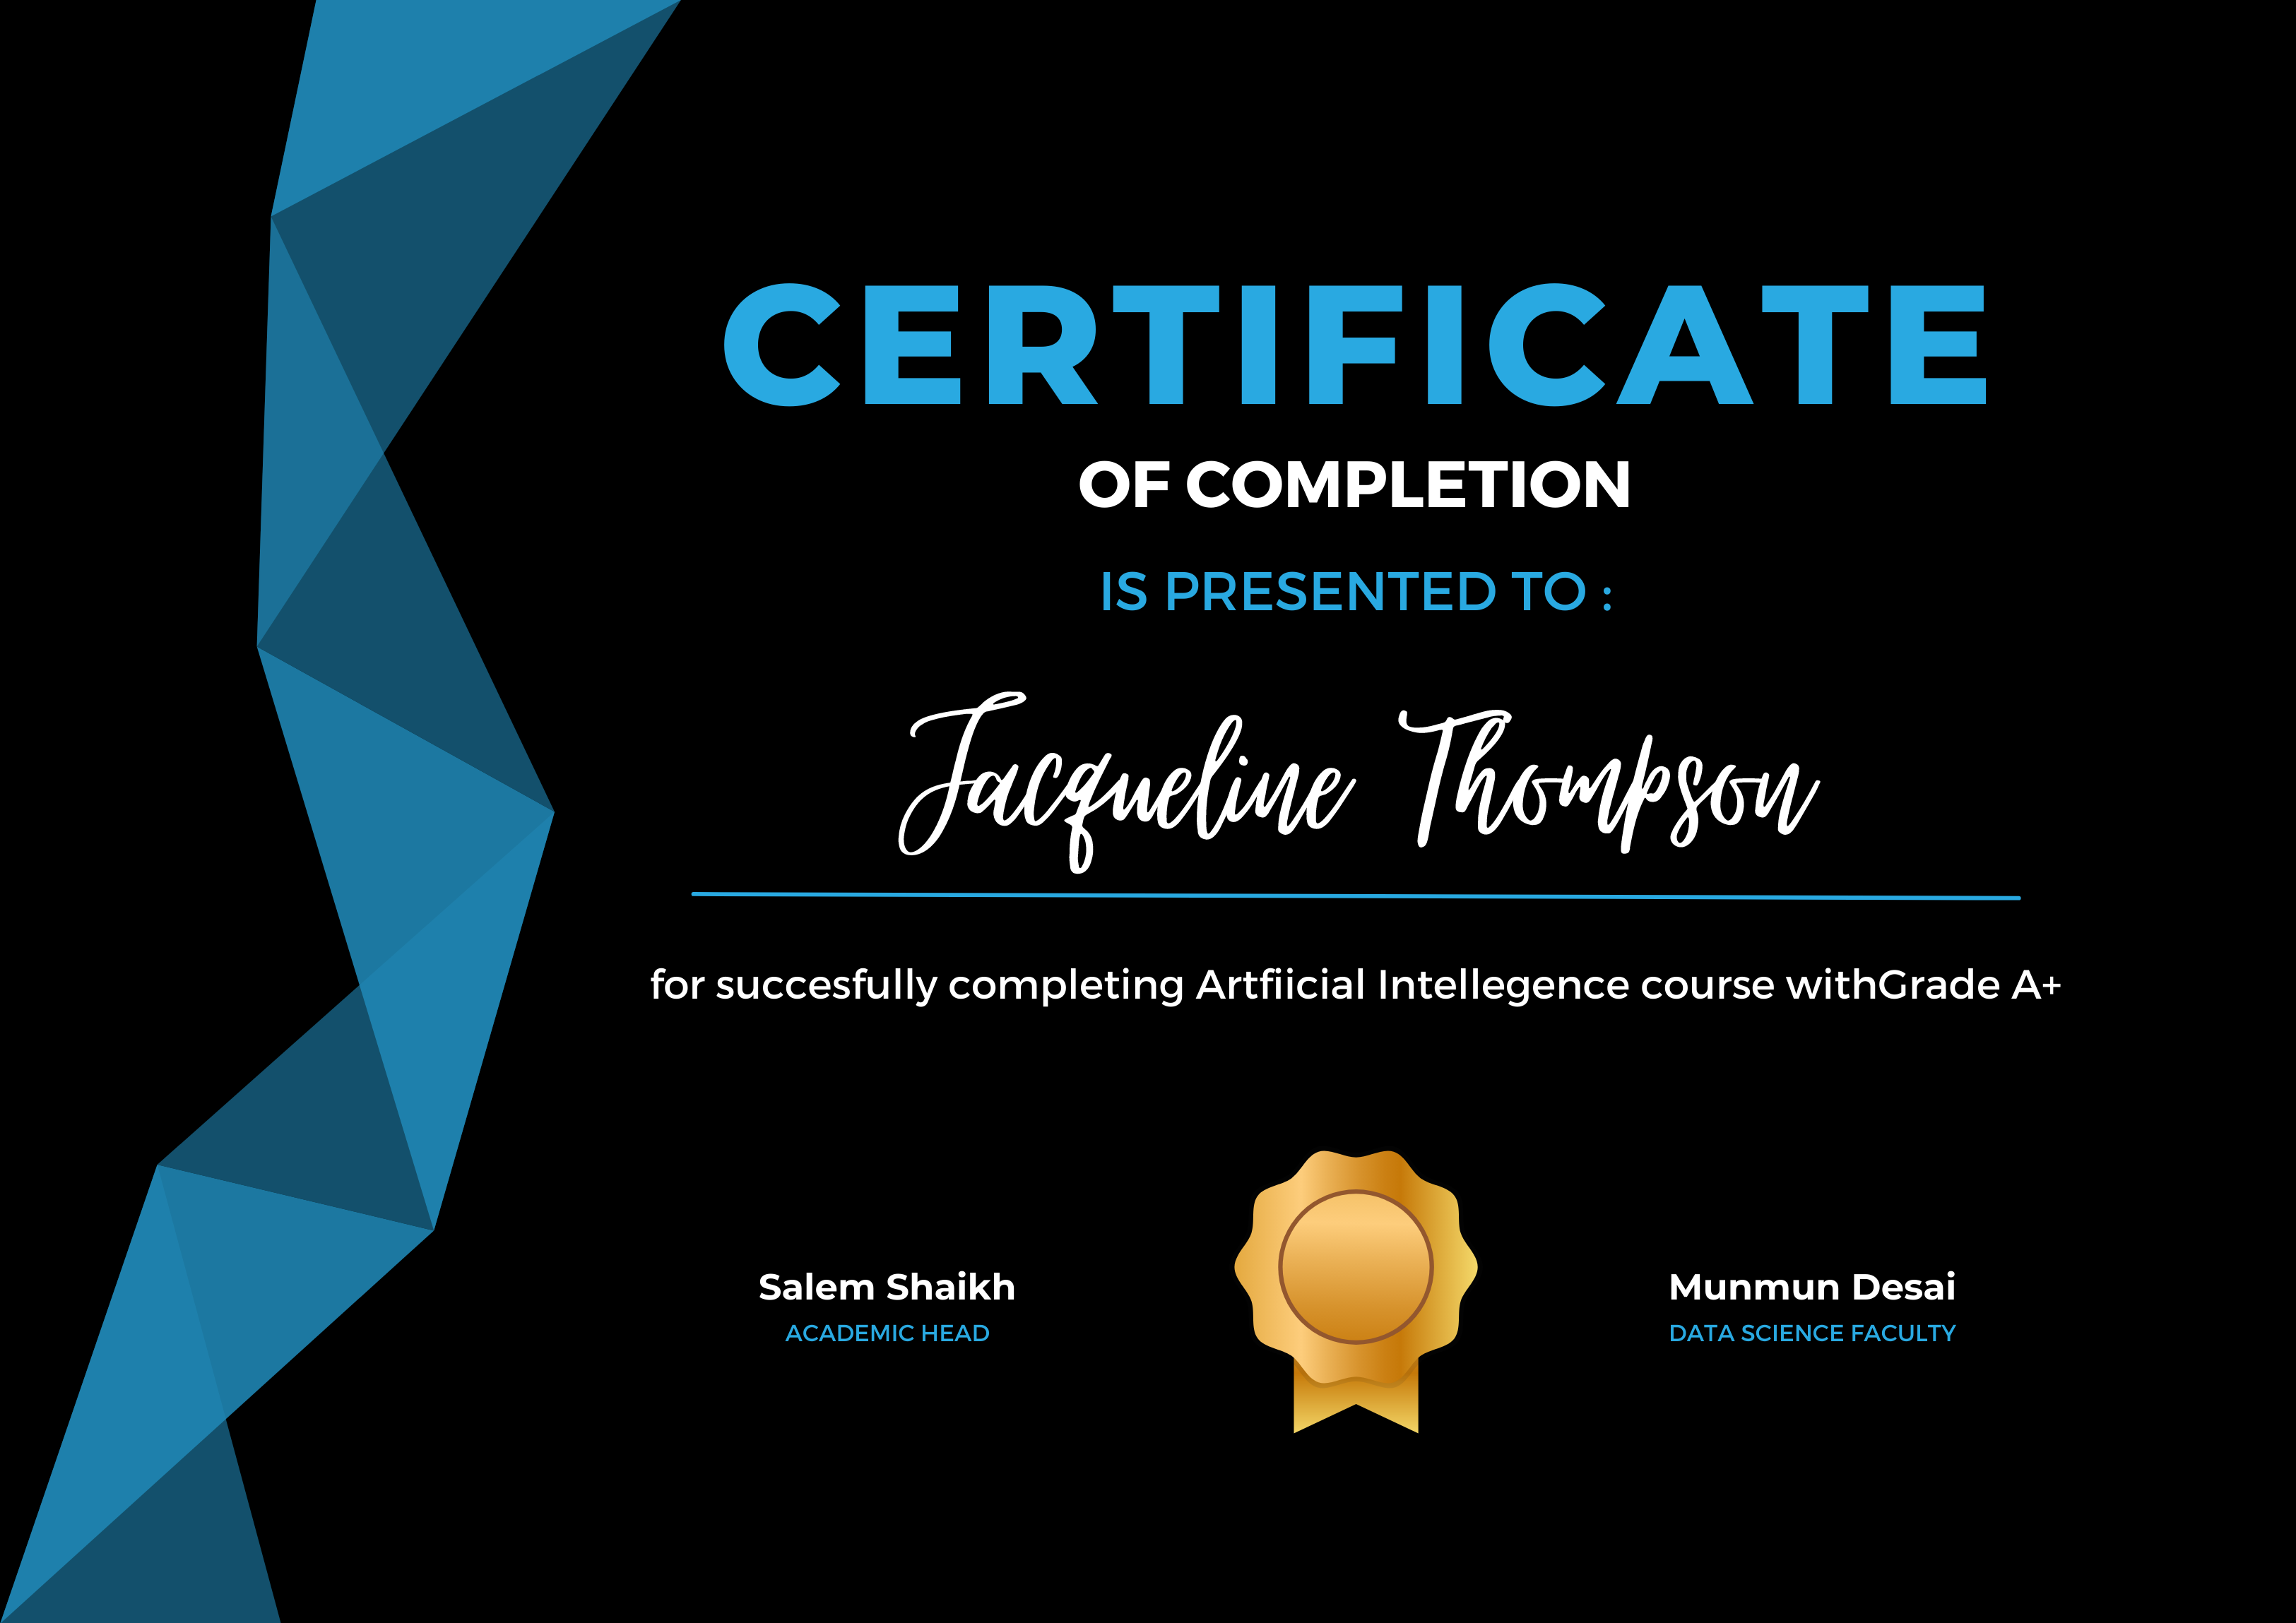 CERTIFICATE
OF COMPLETION
IS PRESENTED TO :
Jacqueline Thompson
for succesfully completing Artfiicial Intellegence course withGrade A+
Salem Shaikh
ACADEMIC HEAD
Munmun Desai
DATA SCIENCE FACULTY